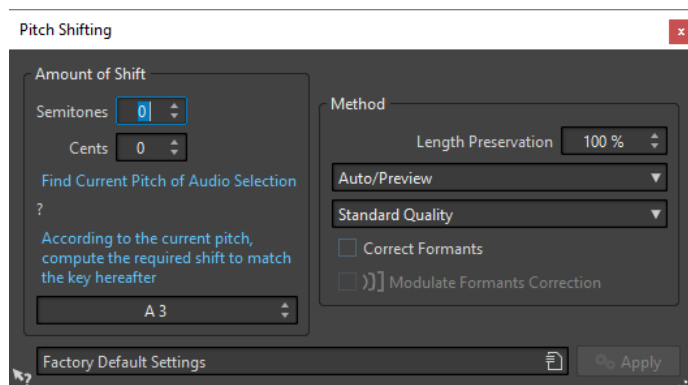 Pitch Shifting
x
Amount of Shift
Semitones 0
Cents 0
Find Current Pitch of Audio Selection
?
According to the current pitch,
compute the required shift to match
the key hereafter
A 3
Method
Length Preservation 100 %
Auto/Preview
Standard Quality
Correct Formants
Modulate Formants Correction
Factory Default Settings
Apply
?